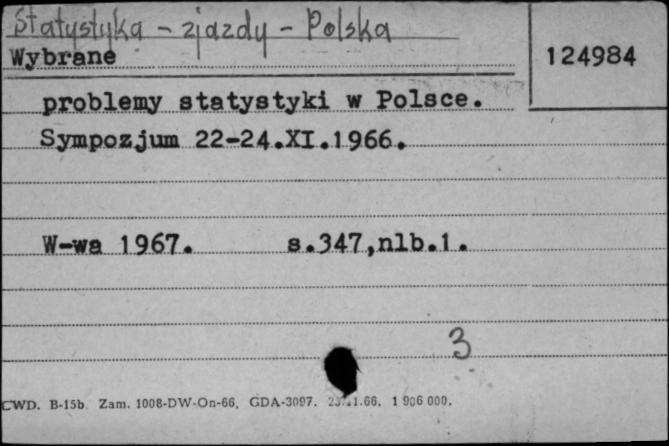 Statystyka - zjazdy - Polska
Wybrane
124984
problemy statystyki w Polsce.
Sympozjum 22-24.XI.1966.
W-wa 1967. s.347,nlb.1.
3
CWD. B-15b. Zam. 1008-DW-On-66, GDA-3097. 1 906 000.